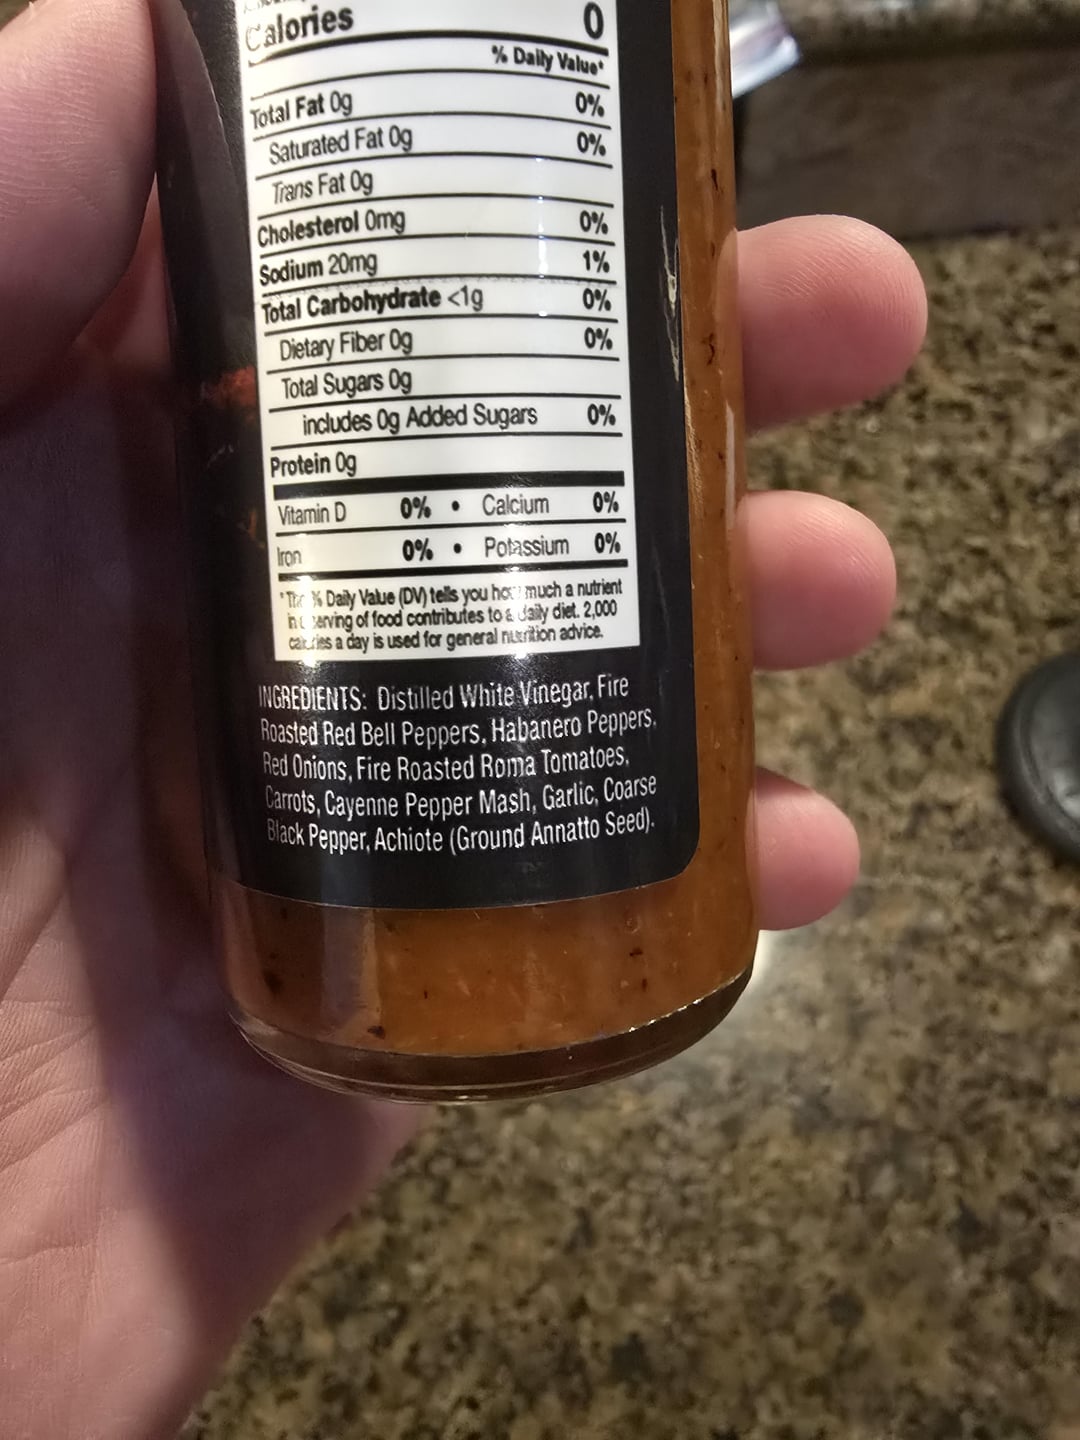 Calories 0
% Daily Value*
Total Fat 0g 0%
Saturated Fat 0g 0%
Trans Fat 0g
Cholesterol 0mg 0%
Sodium 20mg 1%
Total Carbohydrate <1g 0%
Dietary Fiber 0g 0%
Total Sugars 0g
includes 0g Added Sugars 0%
Protein 0g
Vitamin D 0% • Calcium 0%
Iron 0% • Potassium 0%
*The % Daily Value (DV) tells you how much a nutrient
in a serving of food contributes to a daily diet. 2,000
calories a day is used for general nutrition advice.
INGREDIENTS: Distilled White Vinegar, Fire
Roasted Red Bell Peppers, Habanero Peppers,
Red Onions, Fire Roasted Roma Tomatoes,
Carrots, Cayenne Pepper Mash, Garlic, Coarse
Black Pepper, Achiote (Ground Annatto Seed).